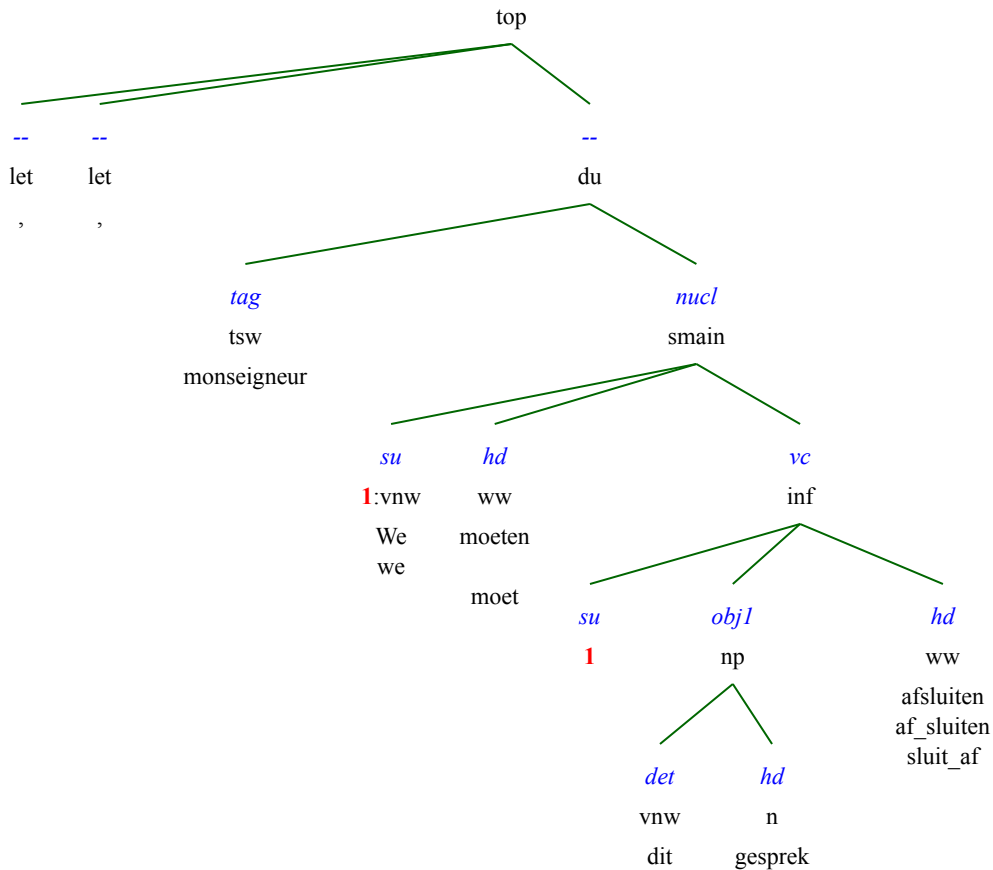 top
-- -- --
let let du
, ,
tag nucl
tsw smain
monseigneur
su hd vc
1:vnw ww inf
We moeten
we
moet
su obj1 hd
1 np ww
afsluiten
af_sluiten
sluit_af
det hd
vnw n
dit gesprek